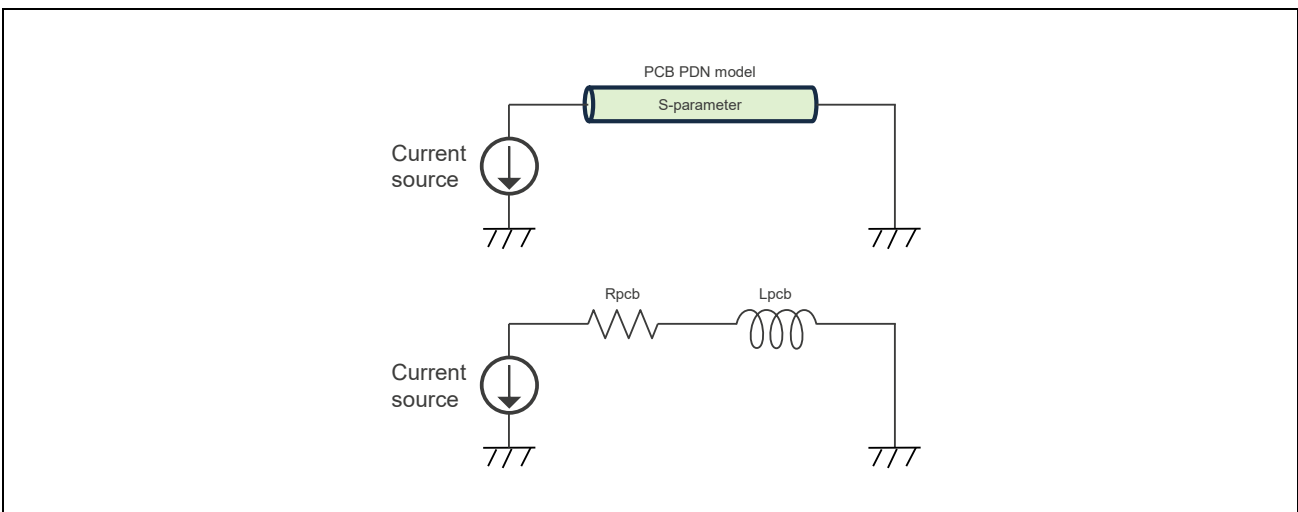 PCB PDN model
S-parameter
Current
source
Rpcb
Lpcb
Current
source